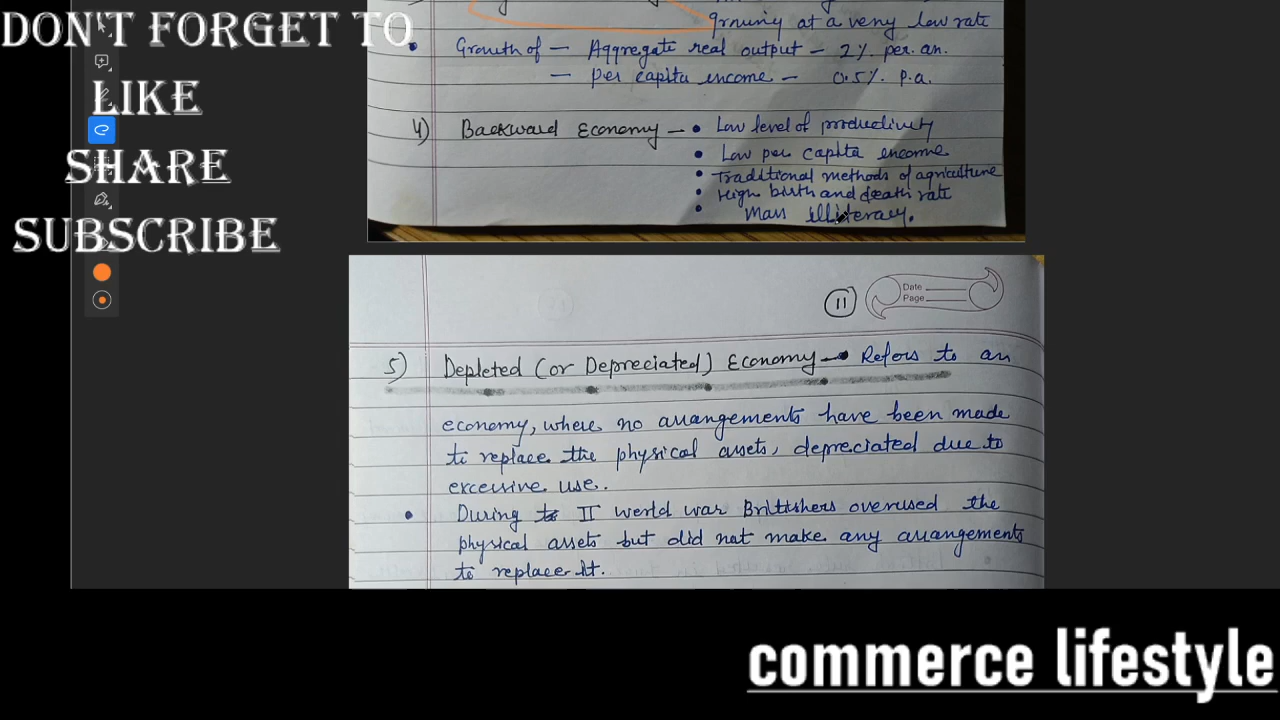 DON'T FORGET TO
LIKE
SHARE
SUBSCRIBE
growing at a very low rate
• Growth of – Aggregate real output – 2%. per. an.
– per capita income – 0.5%. p.a.
4) Backward Economy – • Low level of productivity
• Low per capita income
• Traditional methods of agriculture
• High birth and death rate
• Mass illiteracy.
11
Date
Page
5) Depleted (or Depreciated) Economy – • Refers to an
economy, where no arrangements have been made
to replace the physical assets, depreciated due to
excessive use.
• During II world war Britishers overused the
physical assets but did not make any arrangements
to replace it.
commerce lifestyle